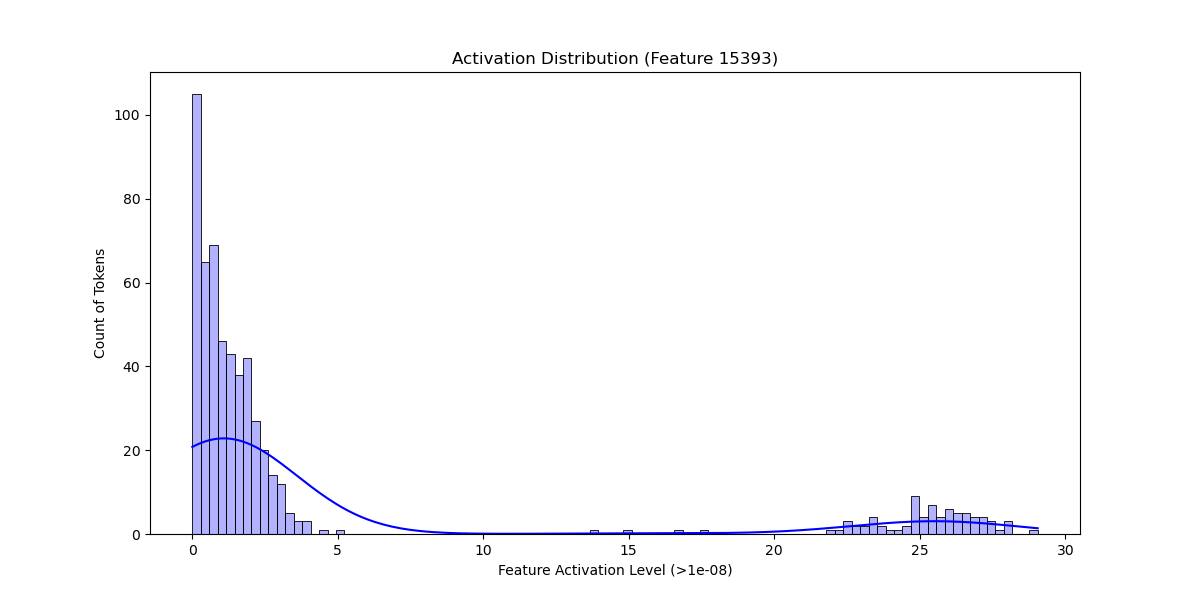 Activation Distribution (Feature 15393)
100
80
60
40
20
0
Count of Tokens
0 5 10 15 20 25 30
Feature Activation Level (>1e-08)